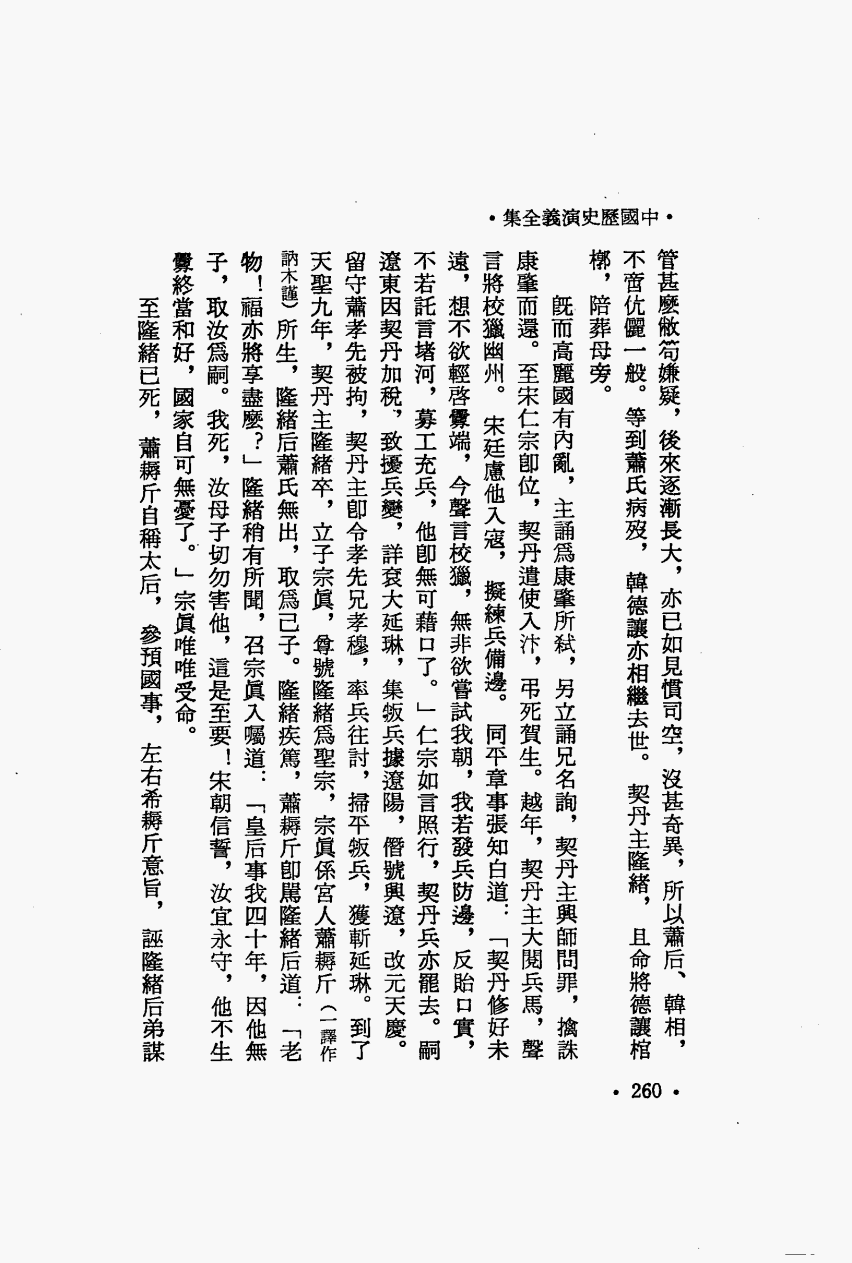 •中國歷史演義全集•
管甚麼敝笱嫌疑，後來逐漸長大，亦已如見慣司空，沒甚奇異，所以蕭后、韓相，
不啻伉儷一般。等到蕭氏病歿，韓德讓亦相繼去世。契丹主隆緒，且命將德讓棺
槨，陪葬母旁。
旣而高麗國有內亂，主誦爲康肇所弒，另立誦兄名詢，契丹主興師問罪，擒誅
康肇而還。至宋仁宗卽位，契丹遣使入汴，弔死賀生。越年，契丹主大閱兵馬，聲
言將校獵幽州。宋廷慮他入寇，擬練兵備邊。同平章事張知白道：「契丹修好未
遠，想不欲輕啓釁端，今聲言校獵，無非欲嘗試我朝，我若發兵防邊，反貽口實，
不若託言堵河，募工充兵，他卽無可藉口了。」仁宗如言照行，契丹兵亦罷去。嗣
遼東因契丹加稅，致擾兵變，詳袞大延琳，集叛兵據遼陽，僭號興遼，改元天慶。
留守蕭孝先被拘，契丹主卽令孝先兄孝穆，率兵往討，掃平叛兵，獲斬延琳。到了
天聖九年，契丹主隆緒卒，立子宗眞，尊號隆緒爲聖宗，宗眞係宮人蕭耨斤（一譯作
訥木謹）所生，隆緒后蕭氏無出，取爲己子。隆緒疾篤，蕭耨斤卽駡隆緒后道：「老
物！福亦將享盡麼？」隆緒稍有所聞，召宗眞入囑道：「皇后事我四十年，因他無
子，取汝爲嗣。我死，汝母子切勿害他，這是至要！宋朝信誓，汝宜永守，他不生
釁終當和好，國家自可無憂了。」宗眞唯唯受命。
至隆緒已死，蕭耨斤自稱太后，參預國事，左右希耨斤意旨，誣隆緒后弟謀
• 260 •